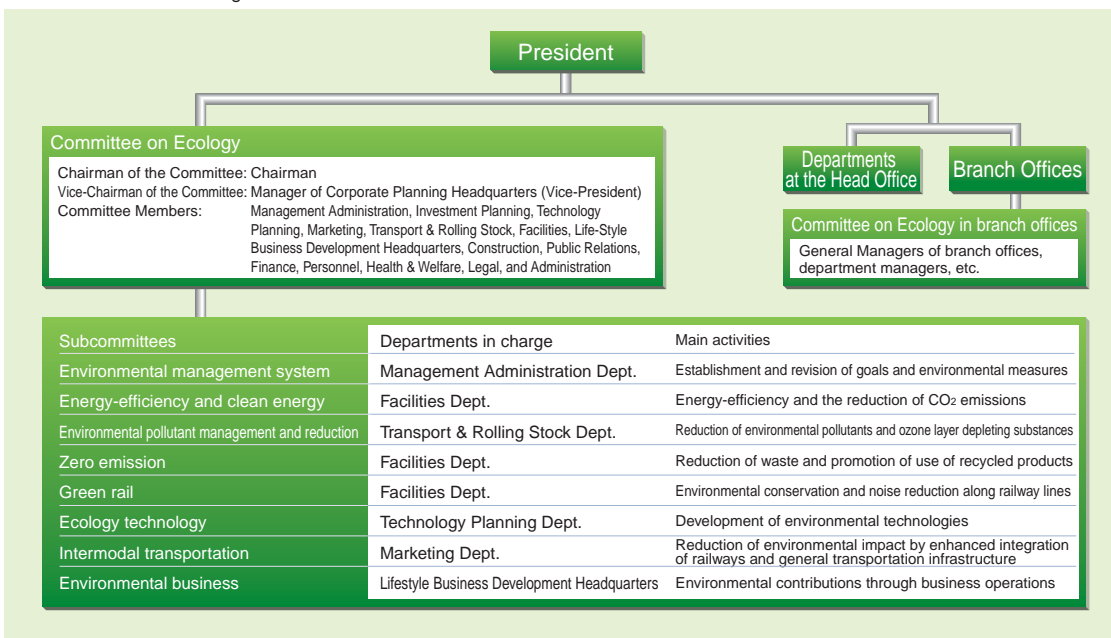 President
Committee on Ecology
Chairman of the Committee: Chairman
Vice-Chairman of the Committee: Manager of Corporate Planning Headquarters (Vice-President)
Committee Members: Management Administration, Investment Planning, Technology
Planning, Marketing, Transport & Rolling Stock, Facilities, Life-Style
Business Development Headquarters, Construction, Public Relations,
Finance, Personnel, Health & Welfare, Legal, and Administration
Departments
at the Head Office
Branch Offices
Committee on Ecology in branch offices
General Managers of branch offices,
department managers, etc.
Subcommittees Departments in charge Main activities
Environmental management system Management Administration Dept. Establishment and revision of goals and environmental measures
Energy-efficiency and clean energy Facilities Dept. Energy-efficiency and the reduction of CO2 emissions
Environmental pollutant management and reduction Transport & Rolling Stock Dept. Reduction of environmental pollutants and ozone layer depleting substances
Zero emission Facilities Dept. Reduction of waste and promotion of use of recycled products
Green rail Facilities Dept. Environmental conservation and noise reduction along railway lines
Ecology technology Technology Planning Dept. Development of environmental technologies
Intermodal transportation Marketing Dept. Reduction of environmental impact by enhanced integration
of railways and general transportation infrastructure
Environmental business Lifestyle Business Development Headquarters Environmental contributions through business operations